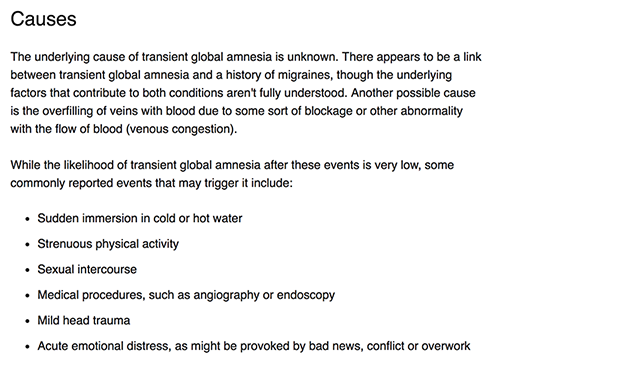 Causes
The underlying cause of transient global amnesia is unknown. There appears to be a link
between transient global amnesia and a history of migraines, though the underlying
factors that contribute to both conditions aren't fully understood. Another possible cause
is the overfilling of veins with blood due to some sort of blockage or other abnormality
with the flow of blood (venous congestion).
While the likelihood of transient global amnesia after these events is very low, some
commonly reported events that may trigger it include:
• Sudden immersion in cold or hot water
• Strenuous physical activity
• Sexual intercourse
• Medical procedures, such as angiography or endoscopy
• Mild head trauma
• Acute emotional distress, as might be provoked by bad news, conflict or overwork